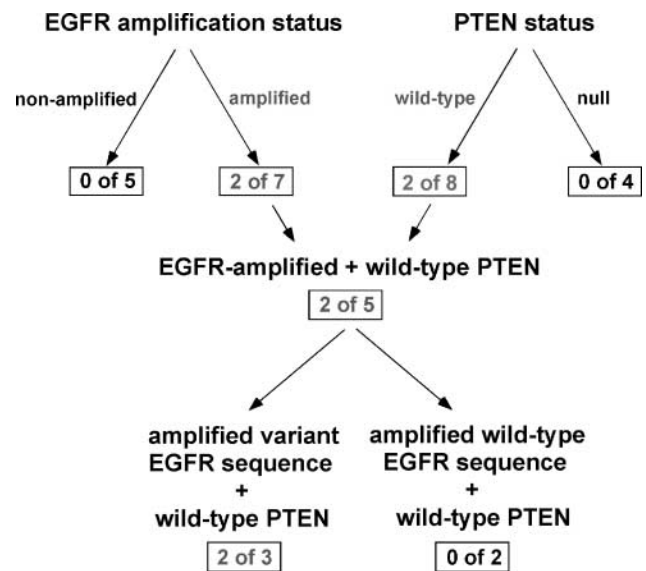 EGFR amplification status PTEN status
non-amplified amplified wild-type null
0 of 5 2 of 7 2 of 8 0 of 4
EGFR-amplified + wild-type PTEN
2 of 5
amplified variant
EGFR sequence
+
wild-type PTEN
2 of 3
amplified wild-type
EGFR sequence
+
wild-type PTEN
0 of 2